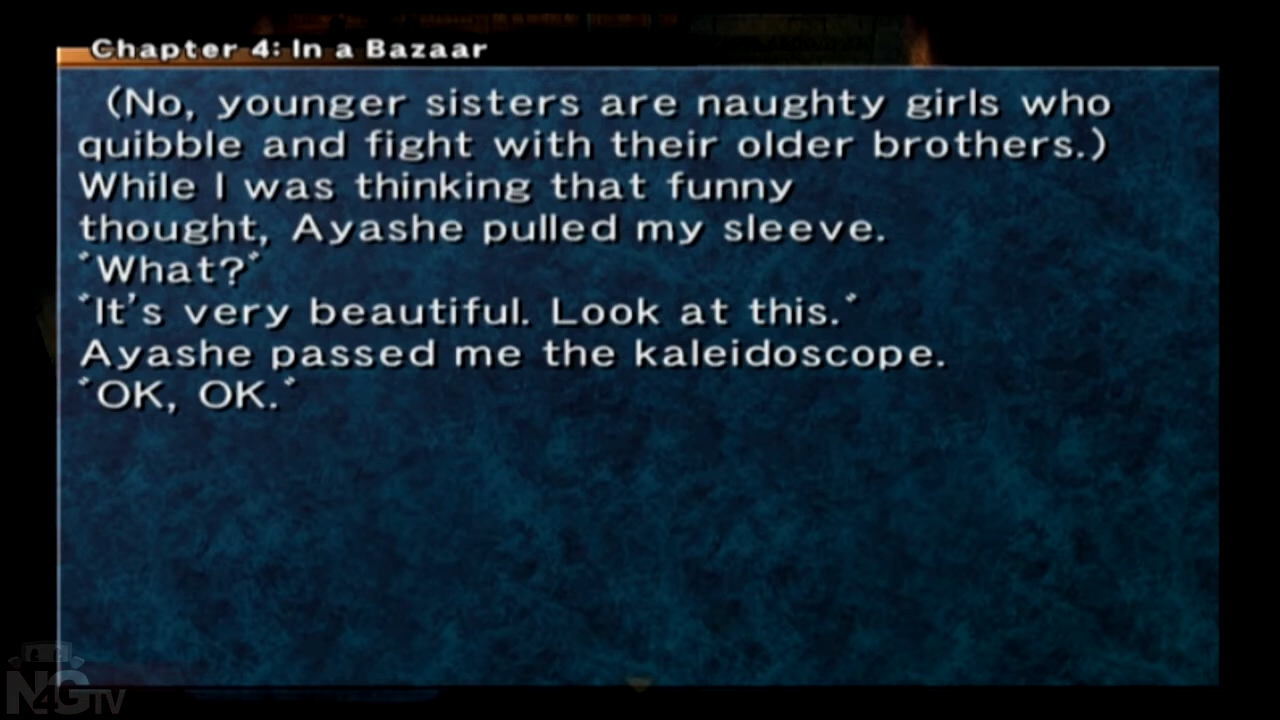 Chapter 4: In a Bazaar
(No, younger sisters are naughty girls who
quibble and fight with their older brothers.)
While I was thinking that funny
thought, Ayashe pulled my sleeve.
"What?"
"It's very beautiful. Look at this."
Ayashe passed me the kaleidoscope.
"OK, OK."
N4G TV